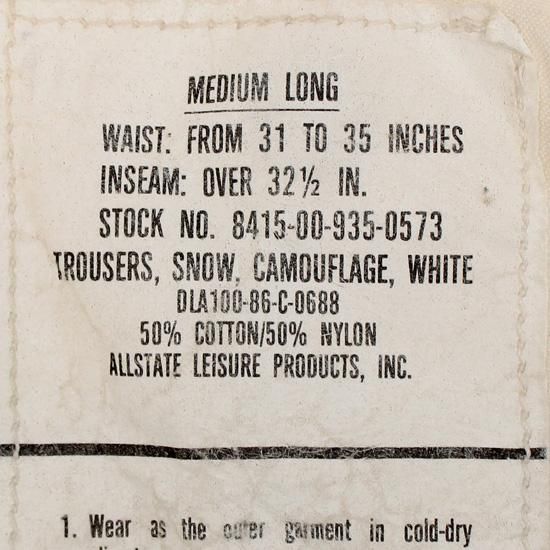 MEDIUM LONG
WAIST: FROM 31 TO 35 INCHES
INSEAM: OVER 32½ IN.
STOCK NO. 8415-00-935-0573
TROUSERS, SNOW, CAMOUFLAGE, WHITE
DLA100-86-C-0688
50% COTTON/50% NYLON
ALLSTATE LEISURE PRODUCTS, INC.
1. Wear as the outer garment in cold-dry